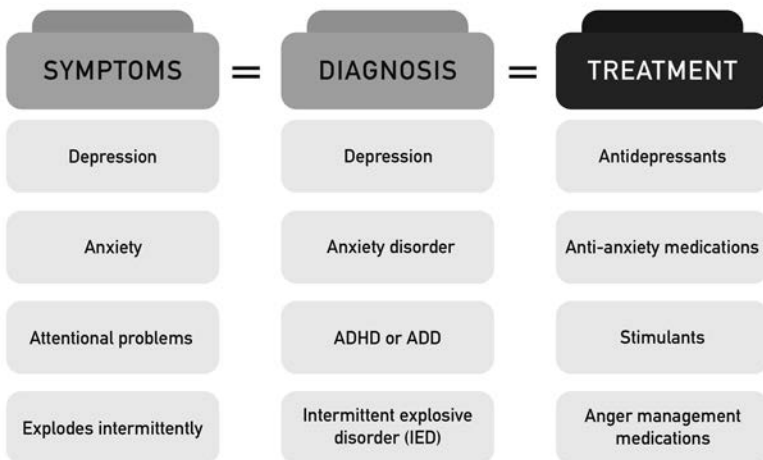 SYMPTOMS = DIAGNOSIS = TREATMENT
Depression Depression Antidepressants
Anxiety Anxiety disorder Anti-anxiety medications
Attentional problems ADHD or ADD Stimulants
Explodes intermittently
Intermittent explosive
disorder (IED)
Anger management
medications